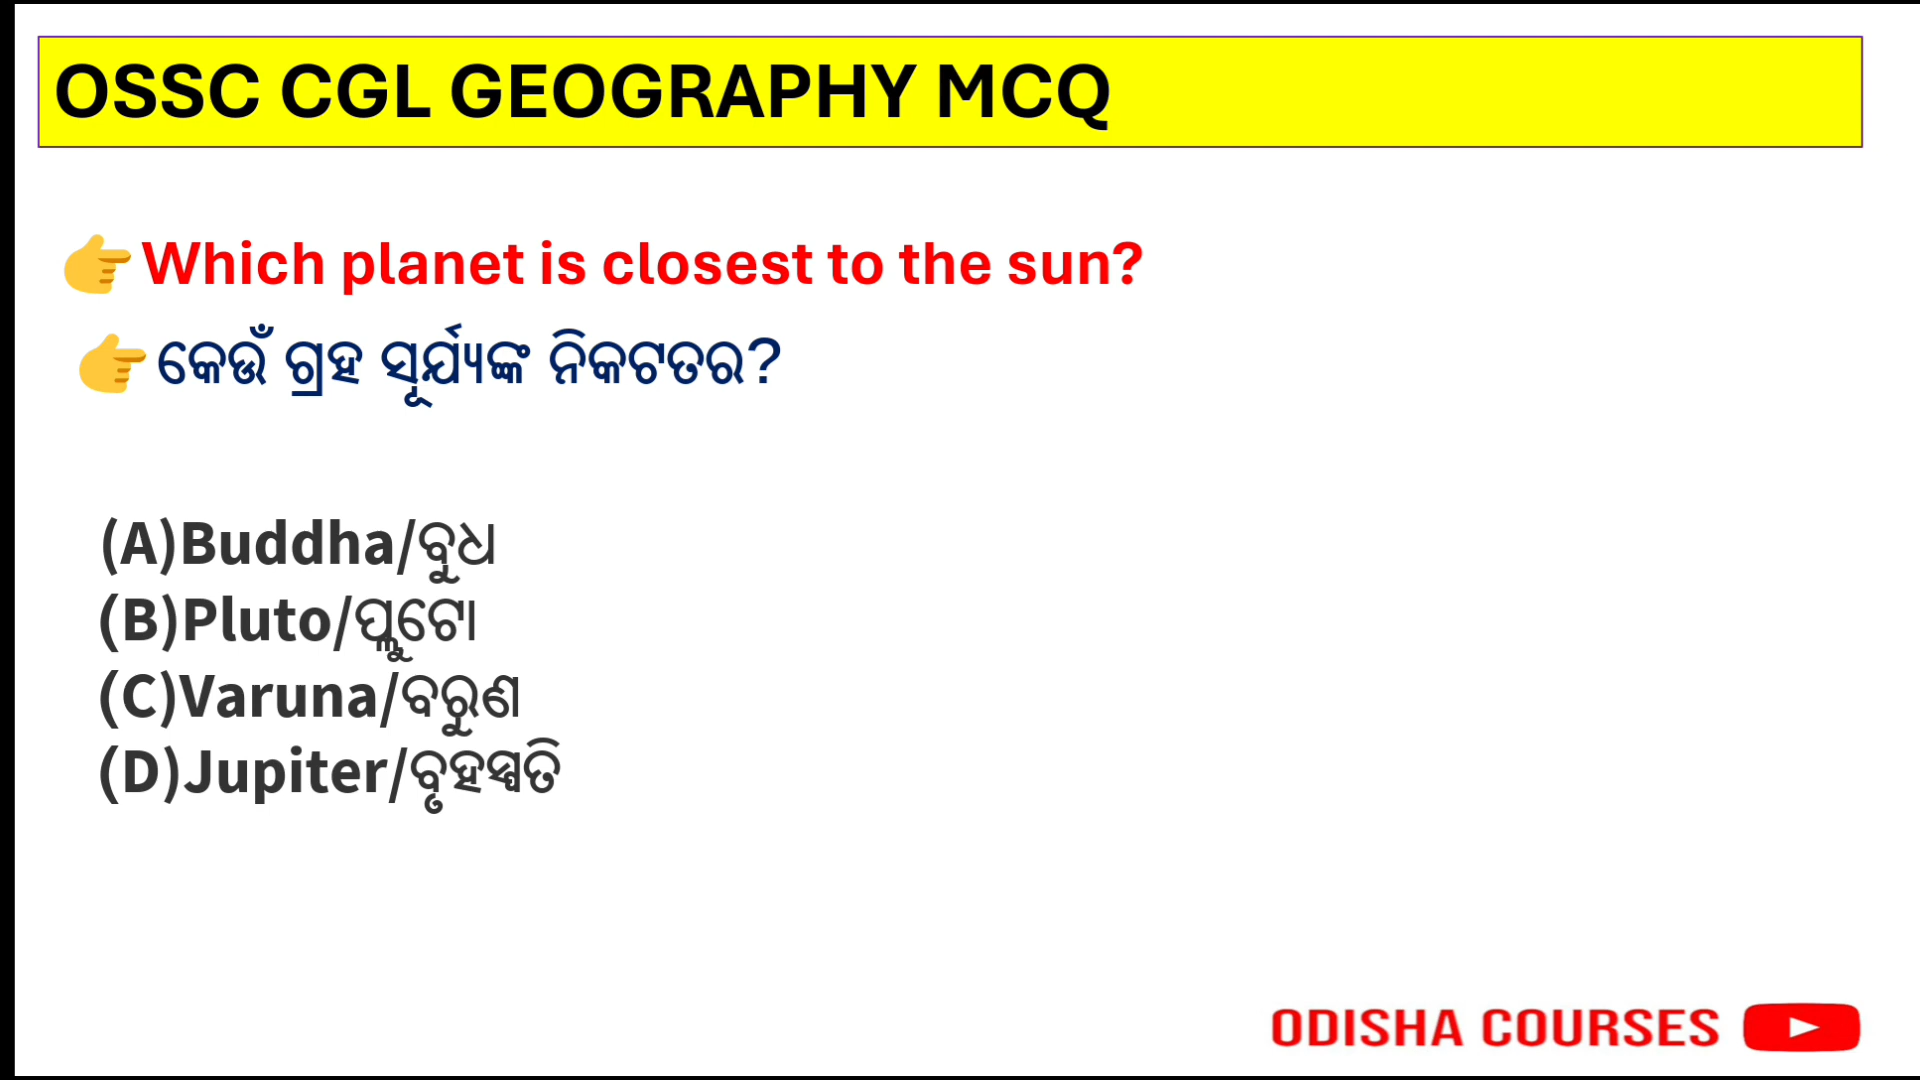 OSSC CGL GEOGRAPHY MCQ
👉Which planet is closest to the sun?
👉କେଉଁ ଗ୍ରହ ସୂର୍ଯ୍ୟଙ୍କ ନିକଟତର?
(A)Buddha/ବୁଧ
(B)Pluto/ପ୍ଲୁଟୋ
(C)Varuna/ବରୁଣ
(D)Jupiter/ବୃହସ୍ପତି
ODISHA COURSES